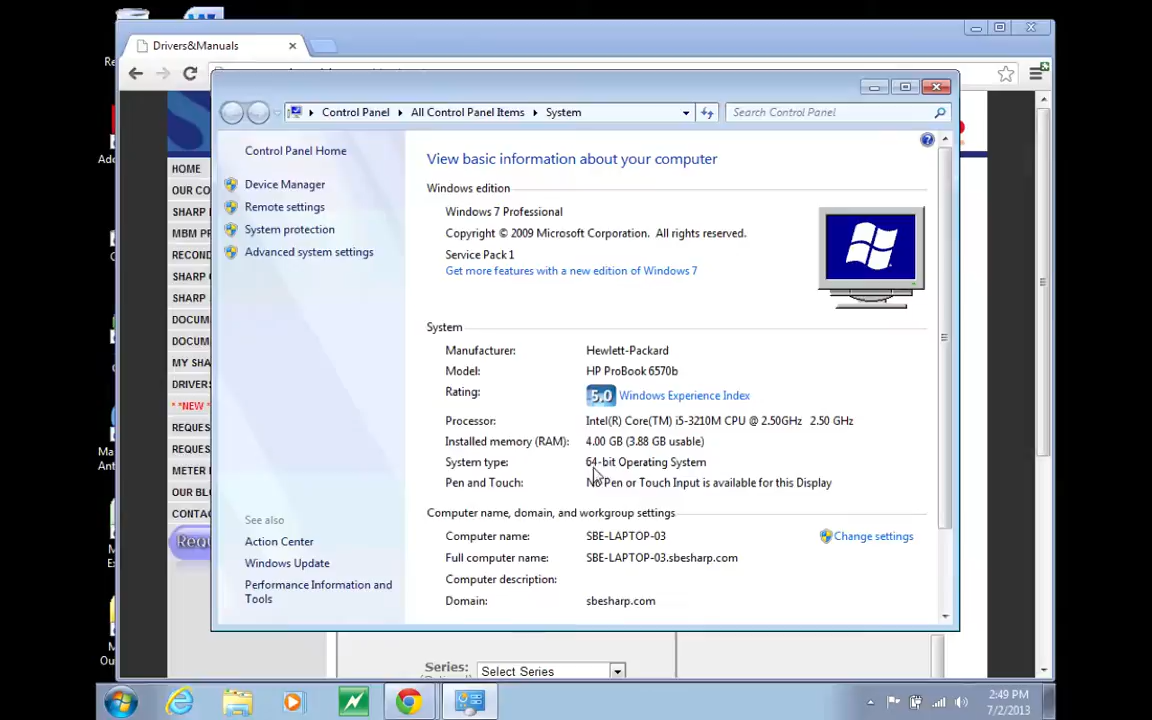 Drivers&Manuals
Control Panel
All Control Panel Items
System
Search Control Panel
Control Panel Home
Device Manager
Remote settings
System protection
Advanced system settings
See also
Action Center
Windows Update
Performance Information and
Tools
View basic information about your computer
Windows edition
Windows 7 Professional
Copyright © 2009 Microsoft Corporation. All rights reserved.
Service Pack 1
Get more features with a new edition of Windows 7
System
Manufacturer: Hewlett-Packard
Model: HP ProBook 6570b
Rating: 5.0 Windows Experience Index
Processor: Intel(R) Core(TM) i5-3210M CPU @ 2.50GHz 2.50 GHz
Installed memory (RAM): 4.00 GB (3.88 GB usable)
System type: 64-bit Operating System
Pen and Touch: No Pen or Touch Input is available for this Display
Computer name, domain, and workgroup settings
Computer name: SBE-LAPTOP-03
Change settings
Full computer name: SBE-LAPTOP-03.sbesharp.com
Computer description:
Domain: sbesharp.com
HOME
OUR CO
SHARP
MBM PR
RECOND
SHARP
SHARP
DOCUM
DOCUM
MY SHA
DRIVERS
**NEW
REQUES
REQUES
METER
OUR BLO
CONTAC
Requ
Series: Select Series
2:49 PM
7/2/2013